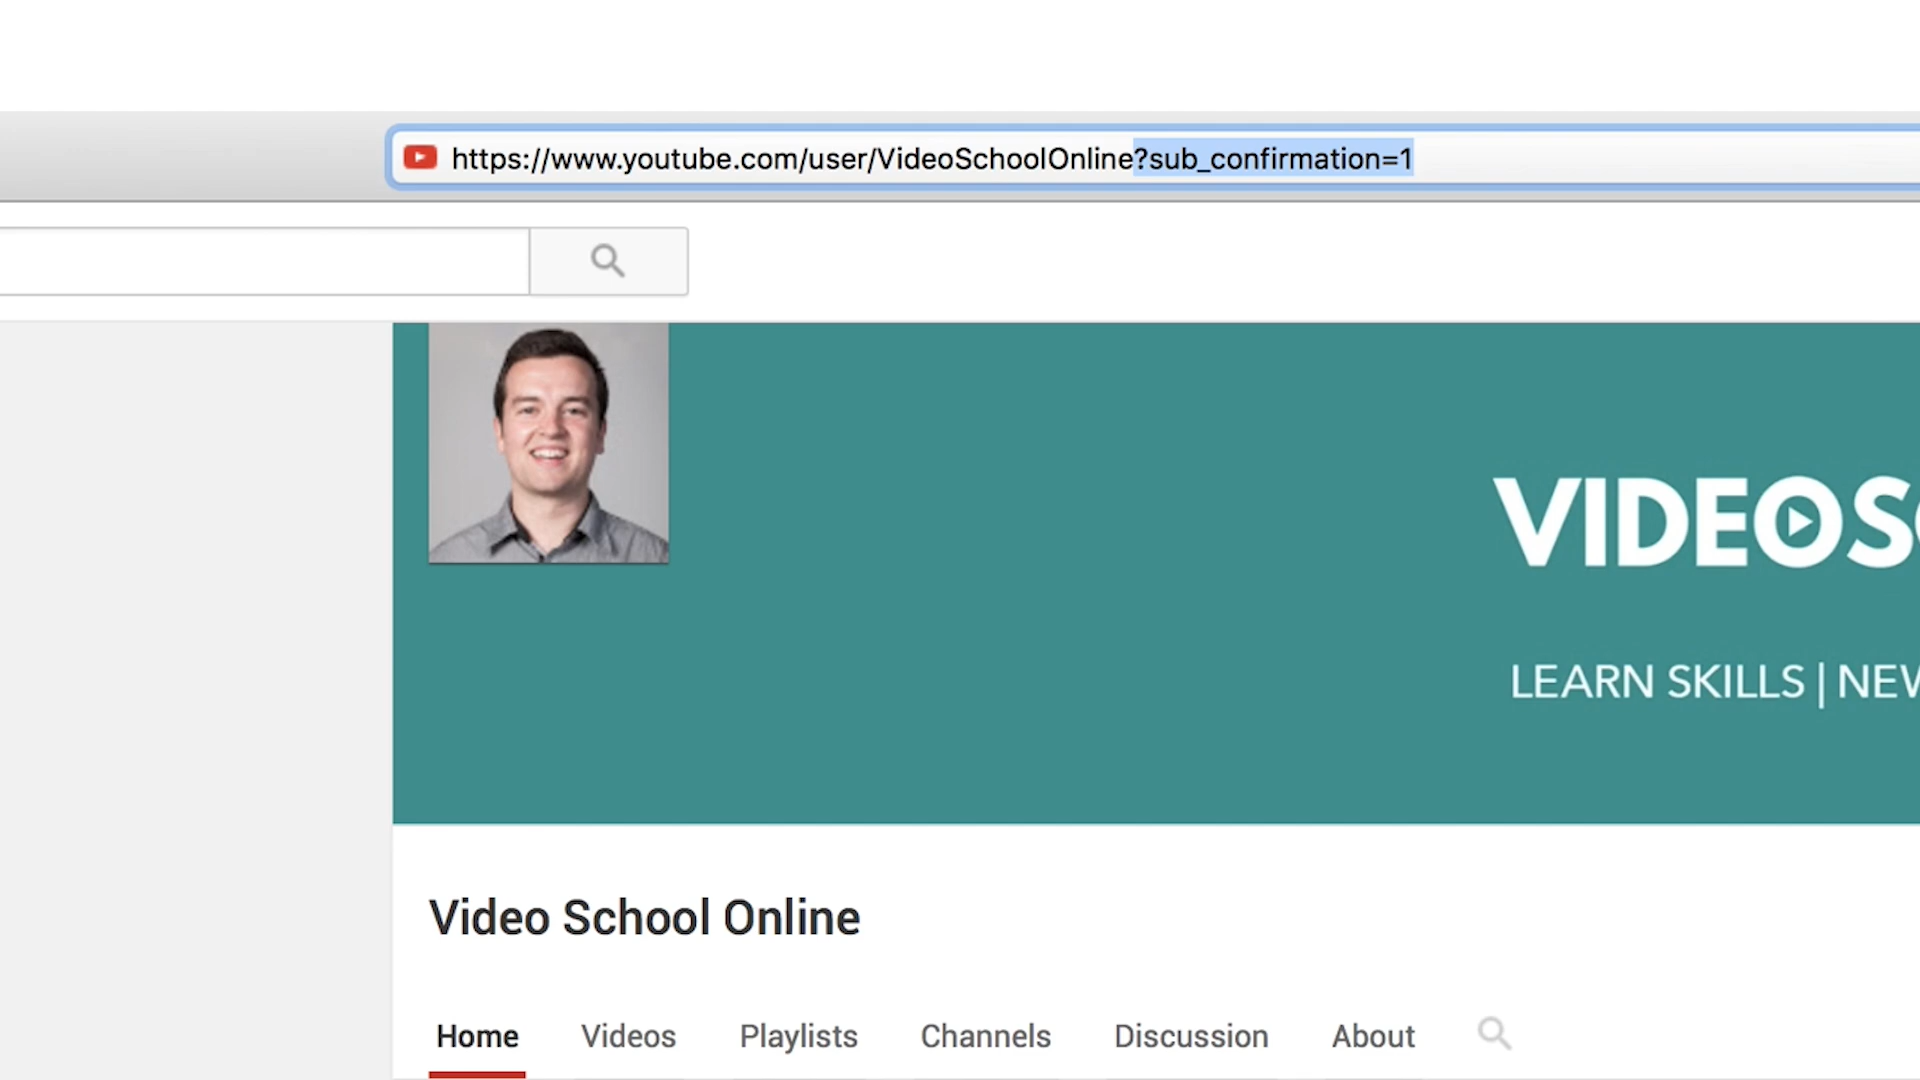 https://www.youtube.com/user/VideoSchoolOnline?sub_confirmation=1
VIDEOS
LEARN SKILLS | NEW
Video School Online
Home Videos Playlists Channels Discussion About